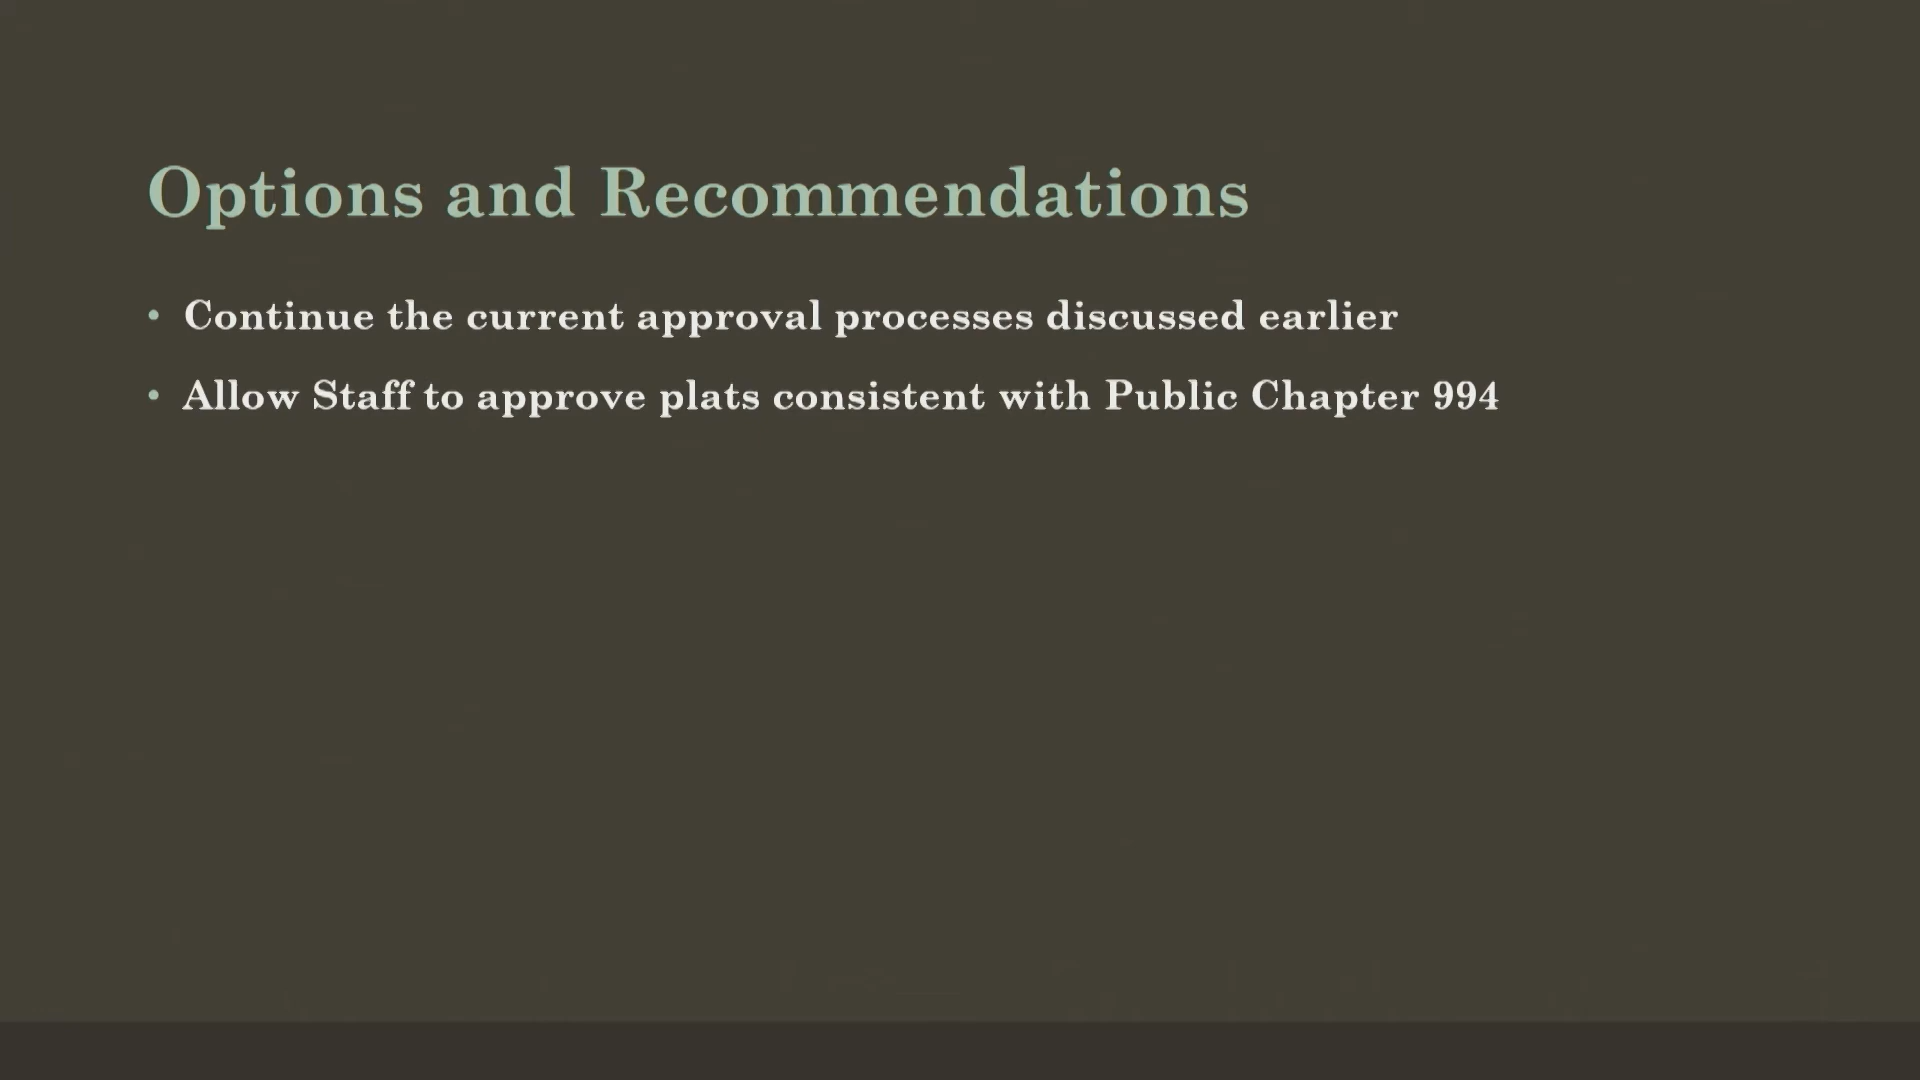 Options and Recommendations
• Continue the current approval processes discussed earlier
• Allow Staff to approve plats consistent with Public Chapter 994